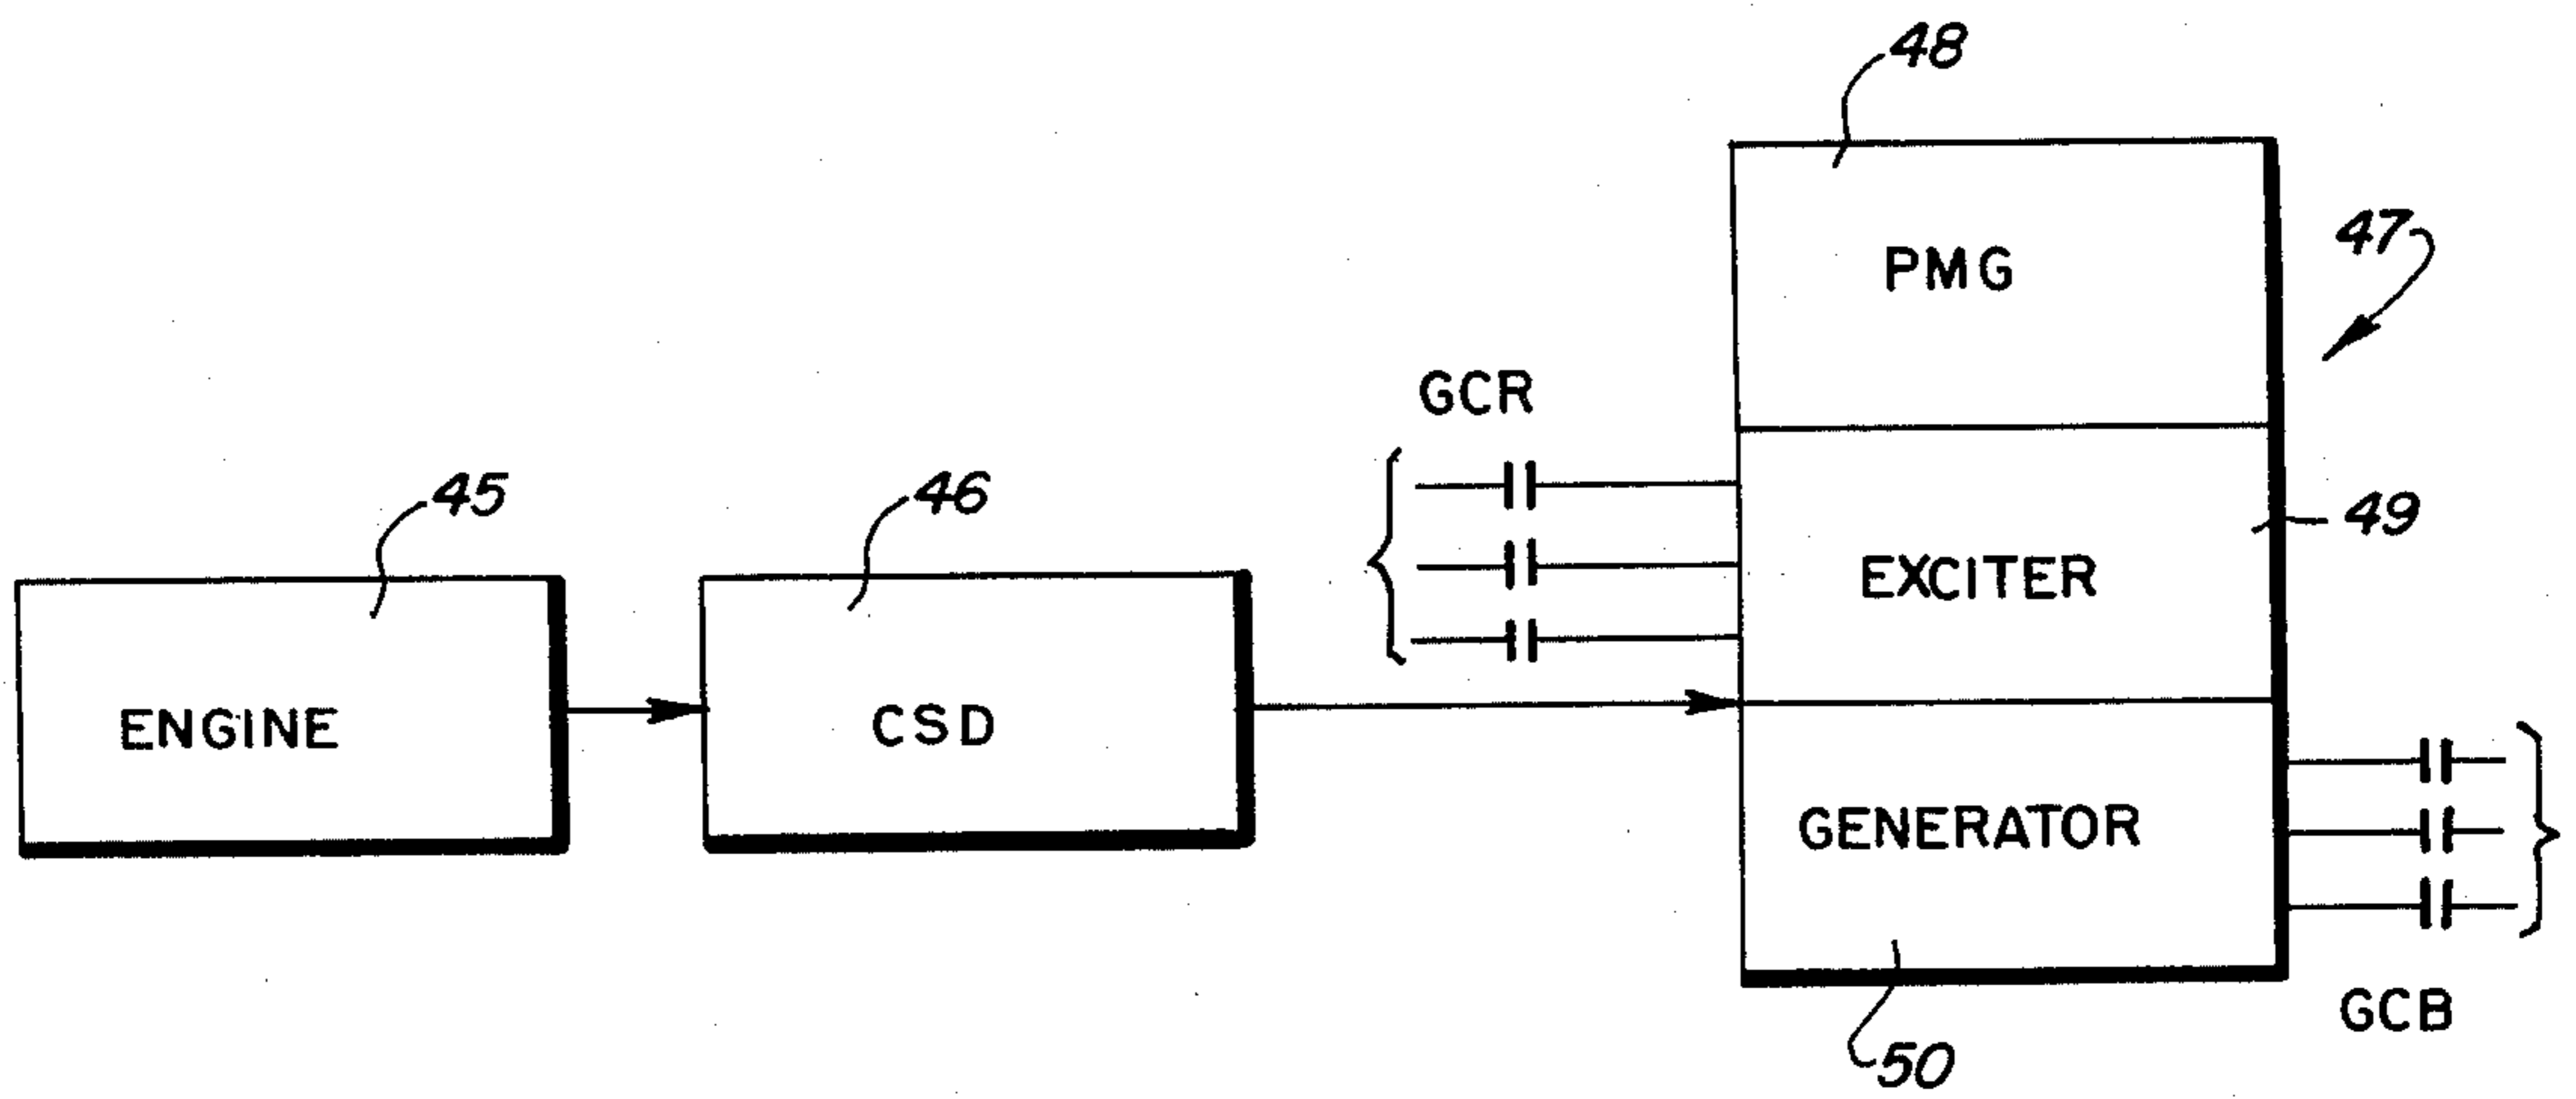 48
PMG
47
GCR
45
46
49
EXCITER
ENGINE
CSD
GENERATOR
GCB
50